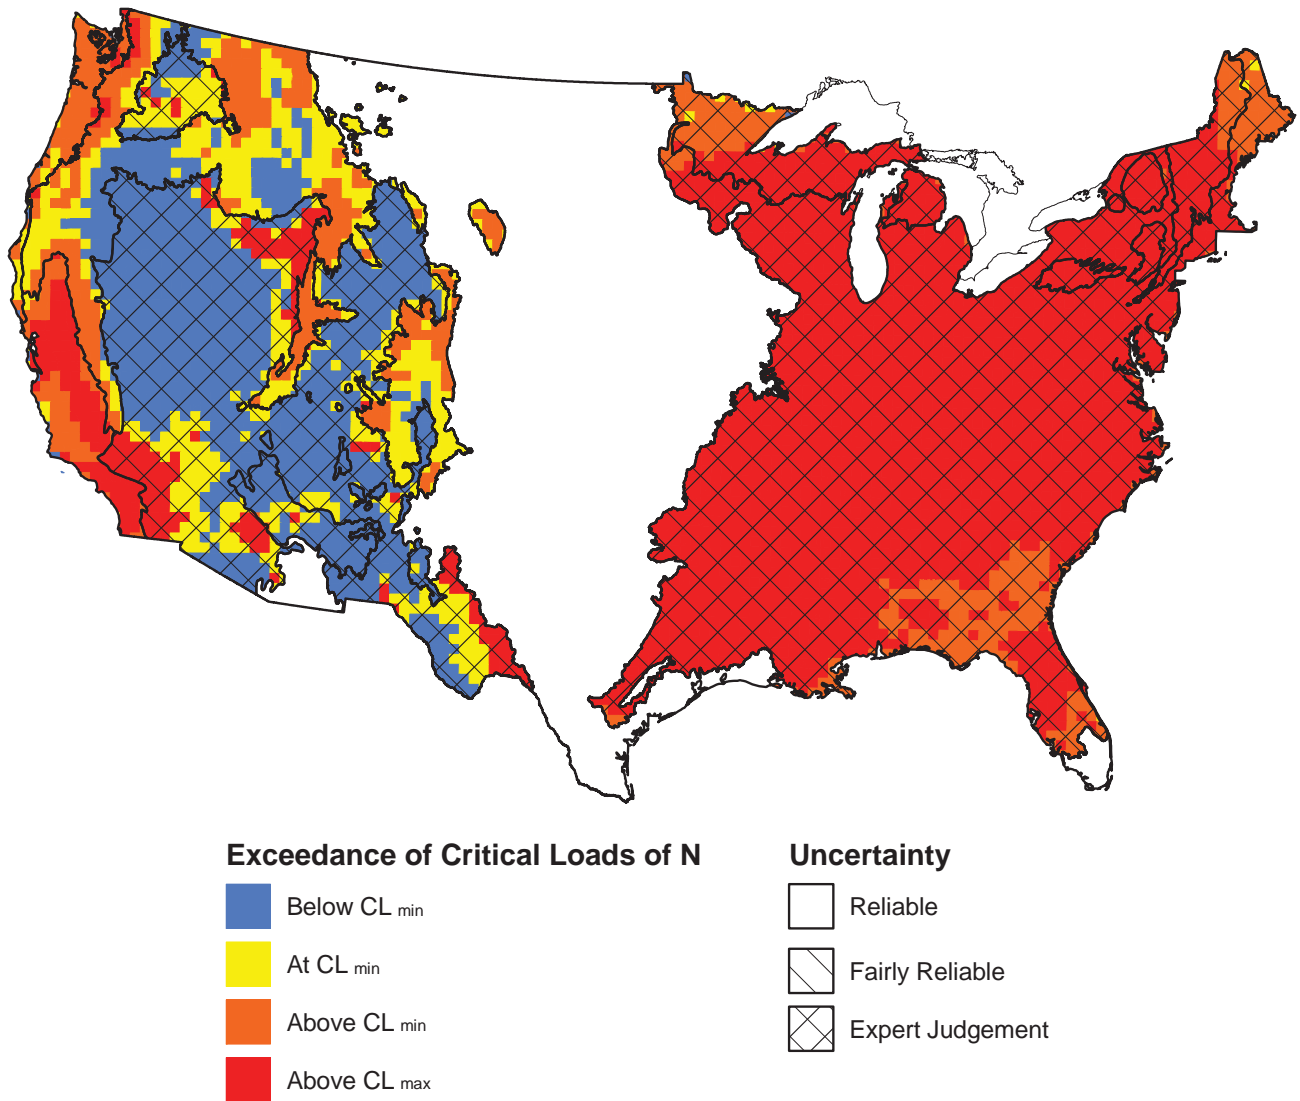 Exceedance of Critical Loads of N
Below CL min
At CL min
Above CL min
Above CL max
Uncertainty
Reliable
Fairly Reliable
Expert Judgement